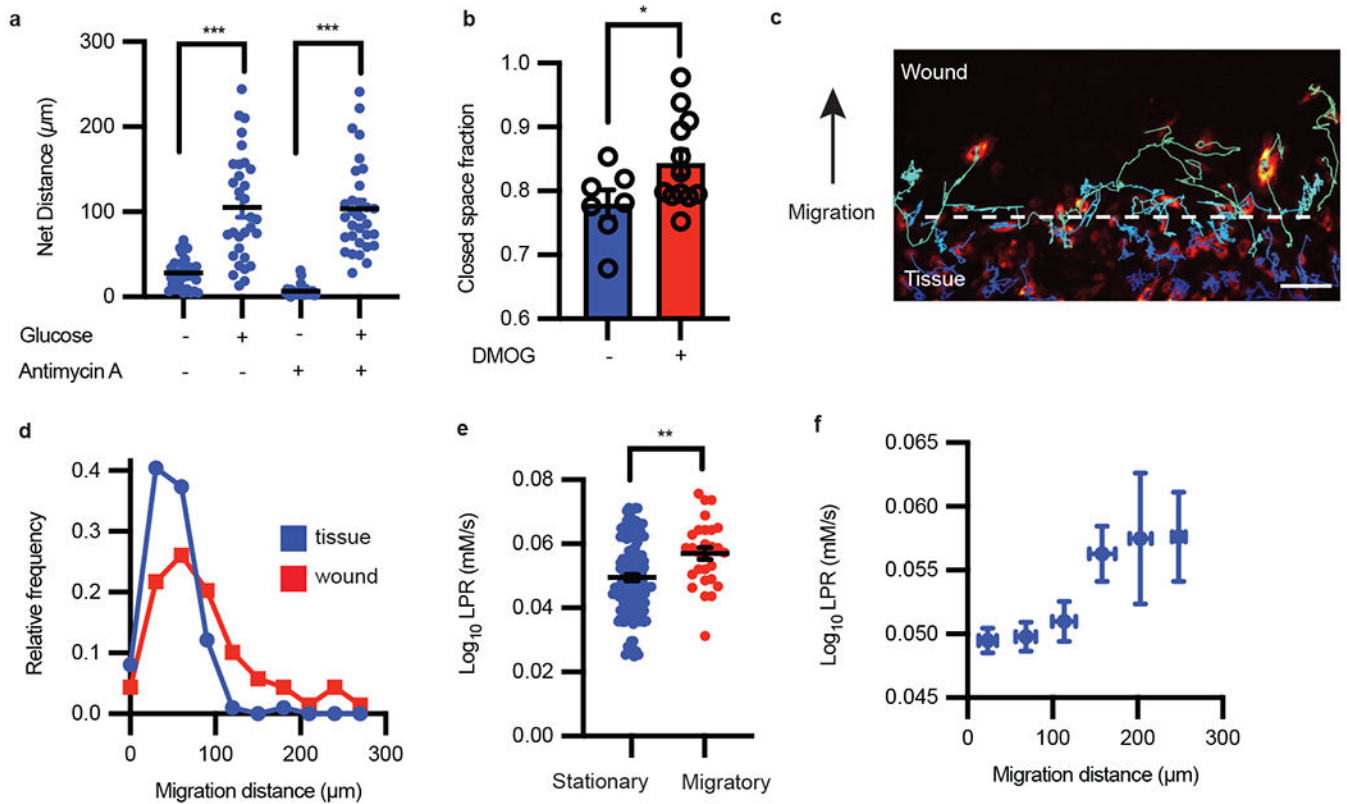 a
***
***
300
200
100
0
Net Distance (µm)
Glucose
-
+
-
+
Antimycin A
-
-
+
+
b
*
1.0
0.9
0.8
0.7
0.6
Closed space fraction
DMOG
-
+
c
Wound
Migration
Tissue
d
0.4
0.3
0.2
0.1
0.0
Relative frequency
tissue
wound
0
100
200
300
Migration distance (µm)
e
**
0.08
0.06
0.04
0.02
0.00
Log10 LPR (mM/s)
Stationary
Migratory
f
0.065
0.060
0.055
0.050
0.045
Log10 LPR (mM/s)
0
100
200
300
Migration distance (µm)